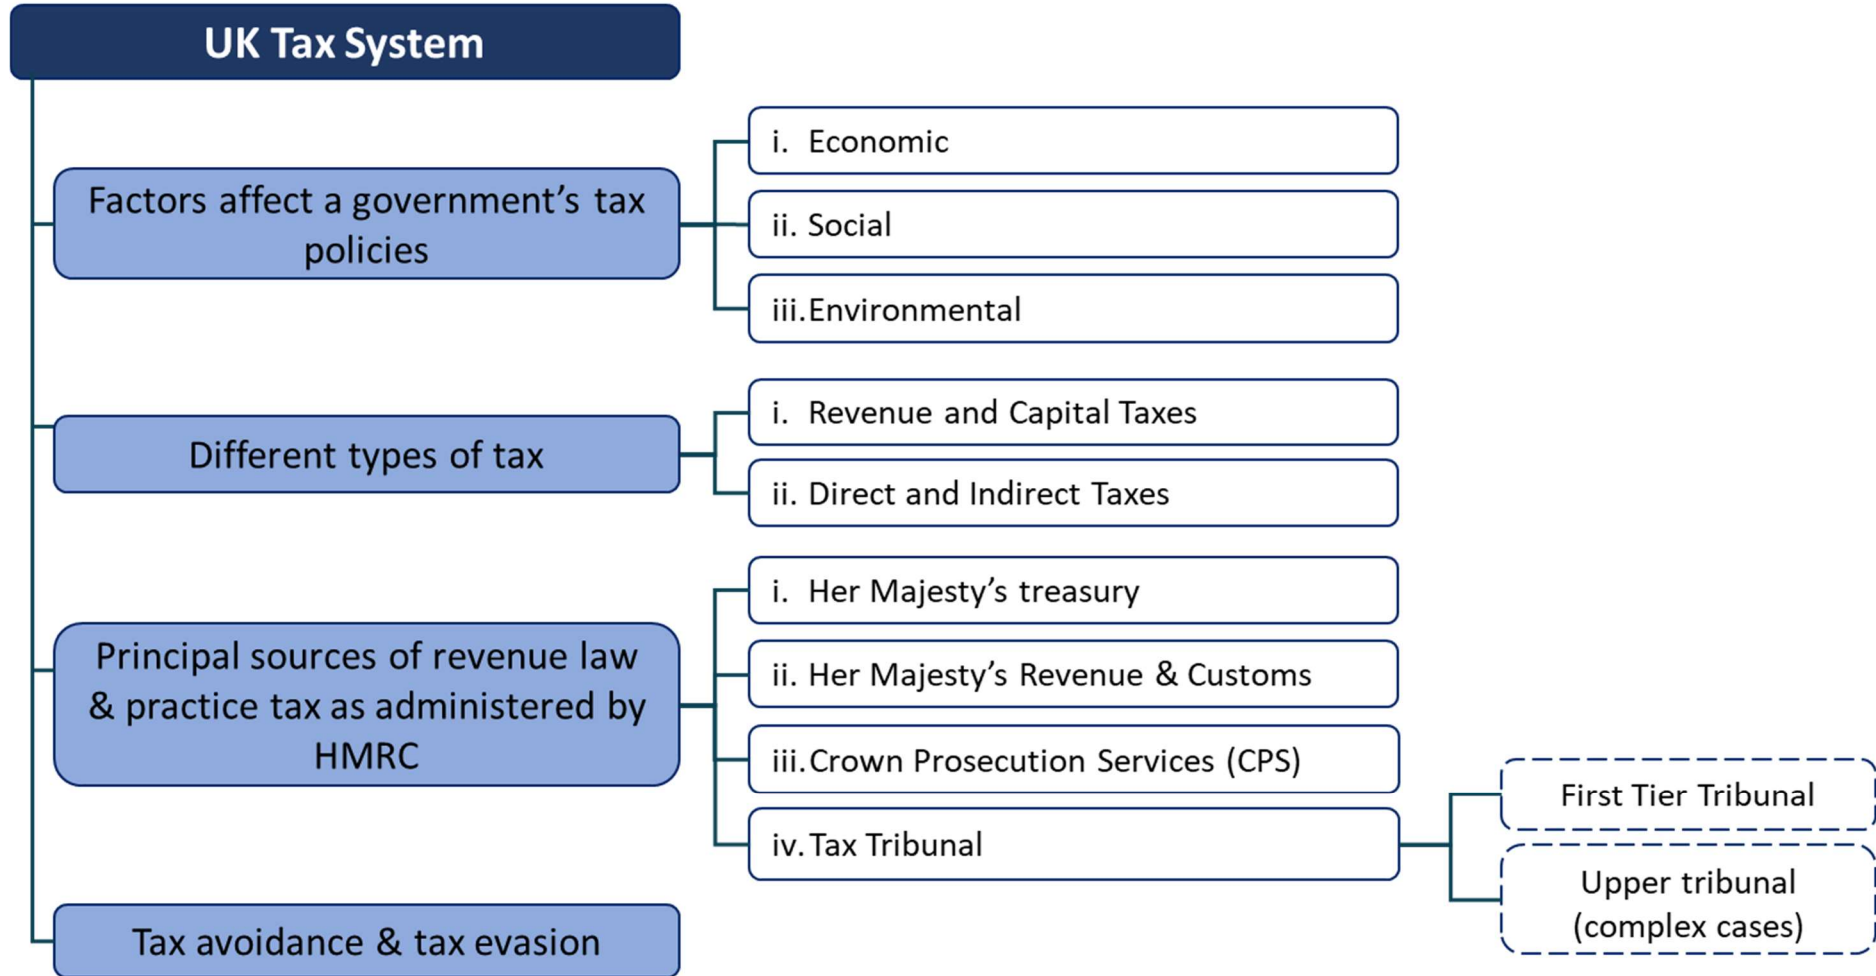 UK Tax System
Factors affect a government’s tax
policies
i. Economic
ii. Social
iii. Environmental
Different types of tax
i. Revenue and Capital Taxes
ii. Direct and Indirect Taxes
Principal sources of revenue law
& practice tax as administered by
HMRC
i. Her Majesty’s treasury
ii. Her Majesty’s Revenue & Customs
iii. Crown Prosecution Services (CPS)
iv. Tax Tribunal
First Tier Tribunal
Upper tribunal
(complex cases)
Tax avoidance & tax evasion